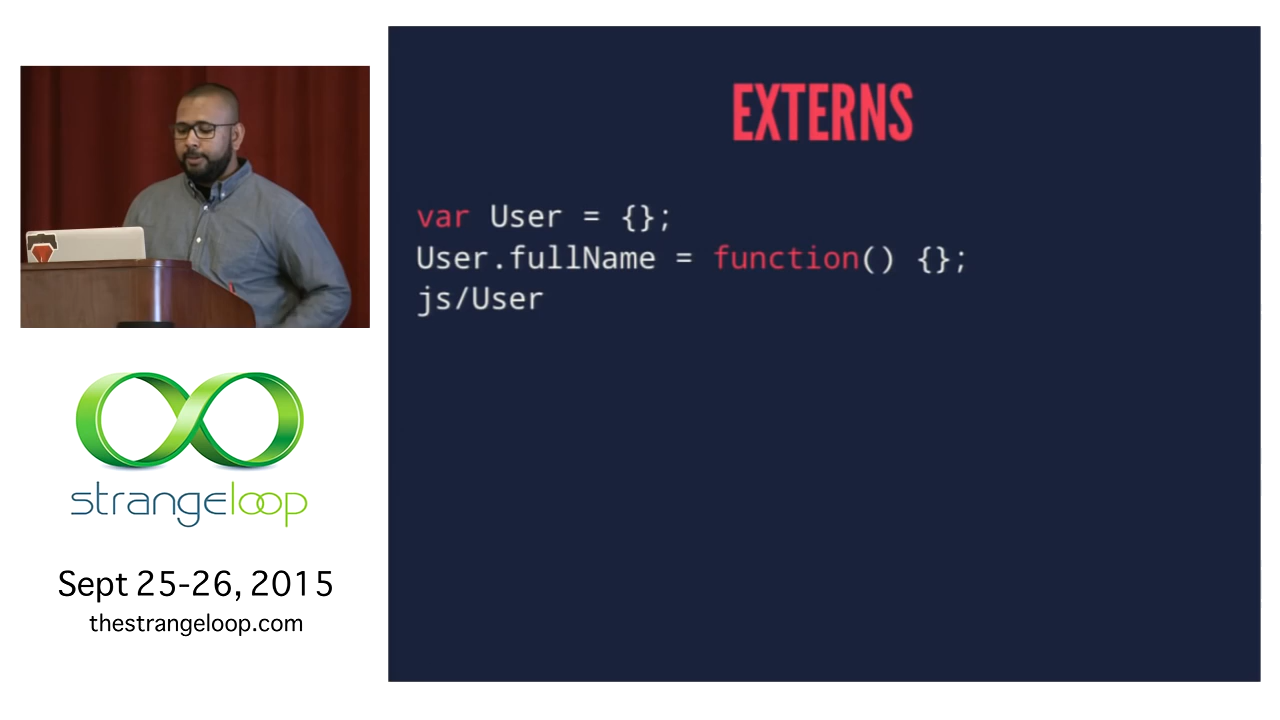 EXTERNS
var User = {};
User.fullName = function() {};
js/User
strangeloop
Sept 25-26, 2015
thestrangeloop.com